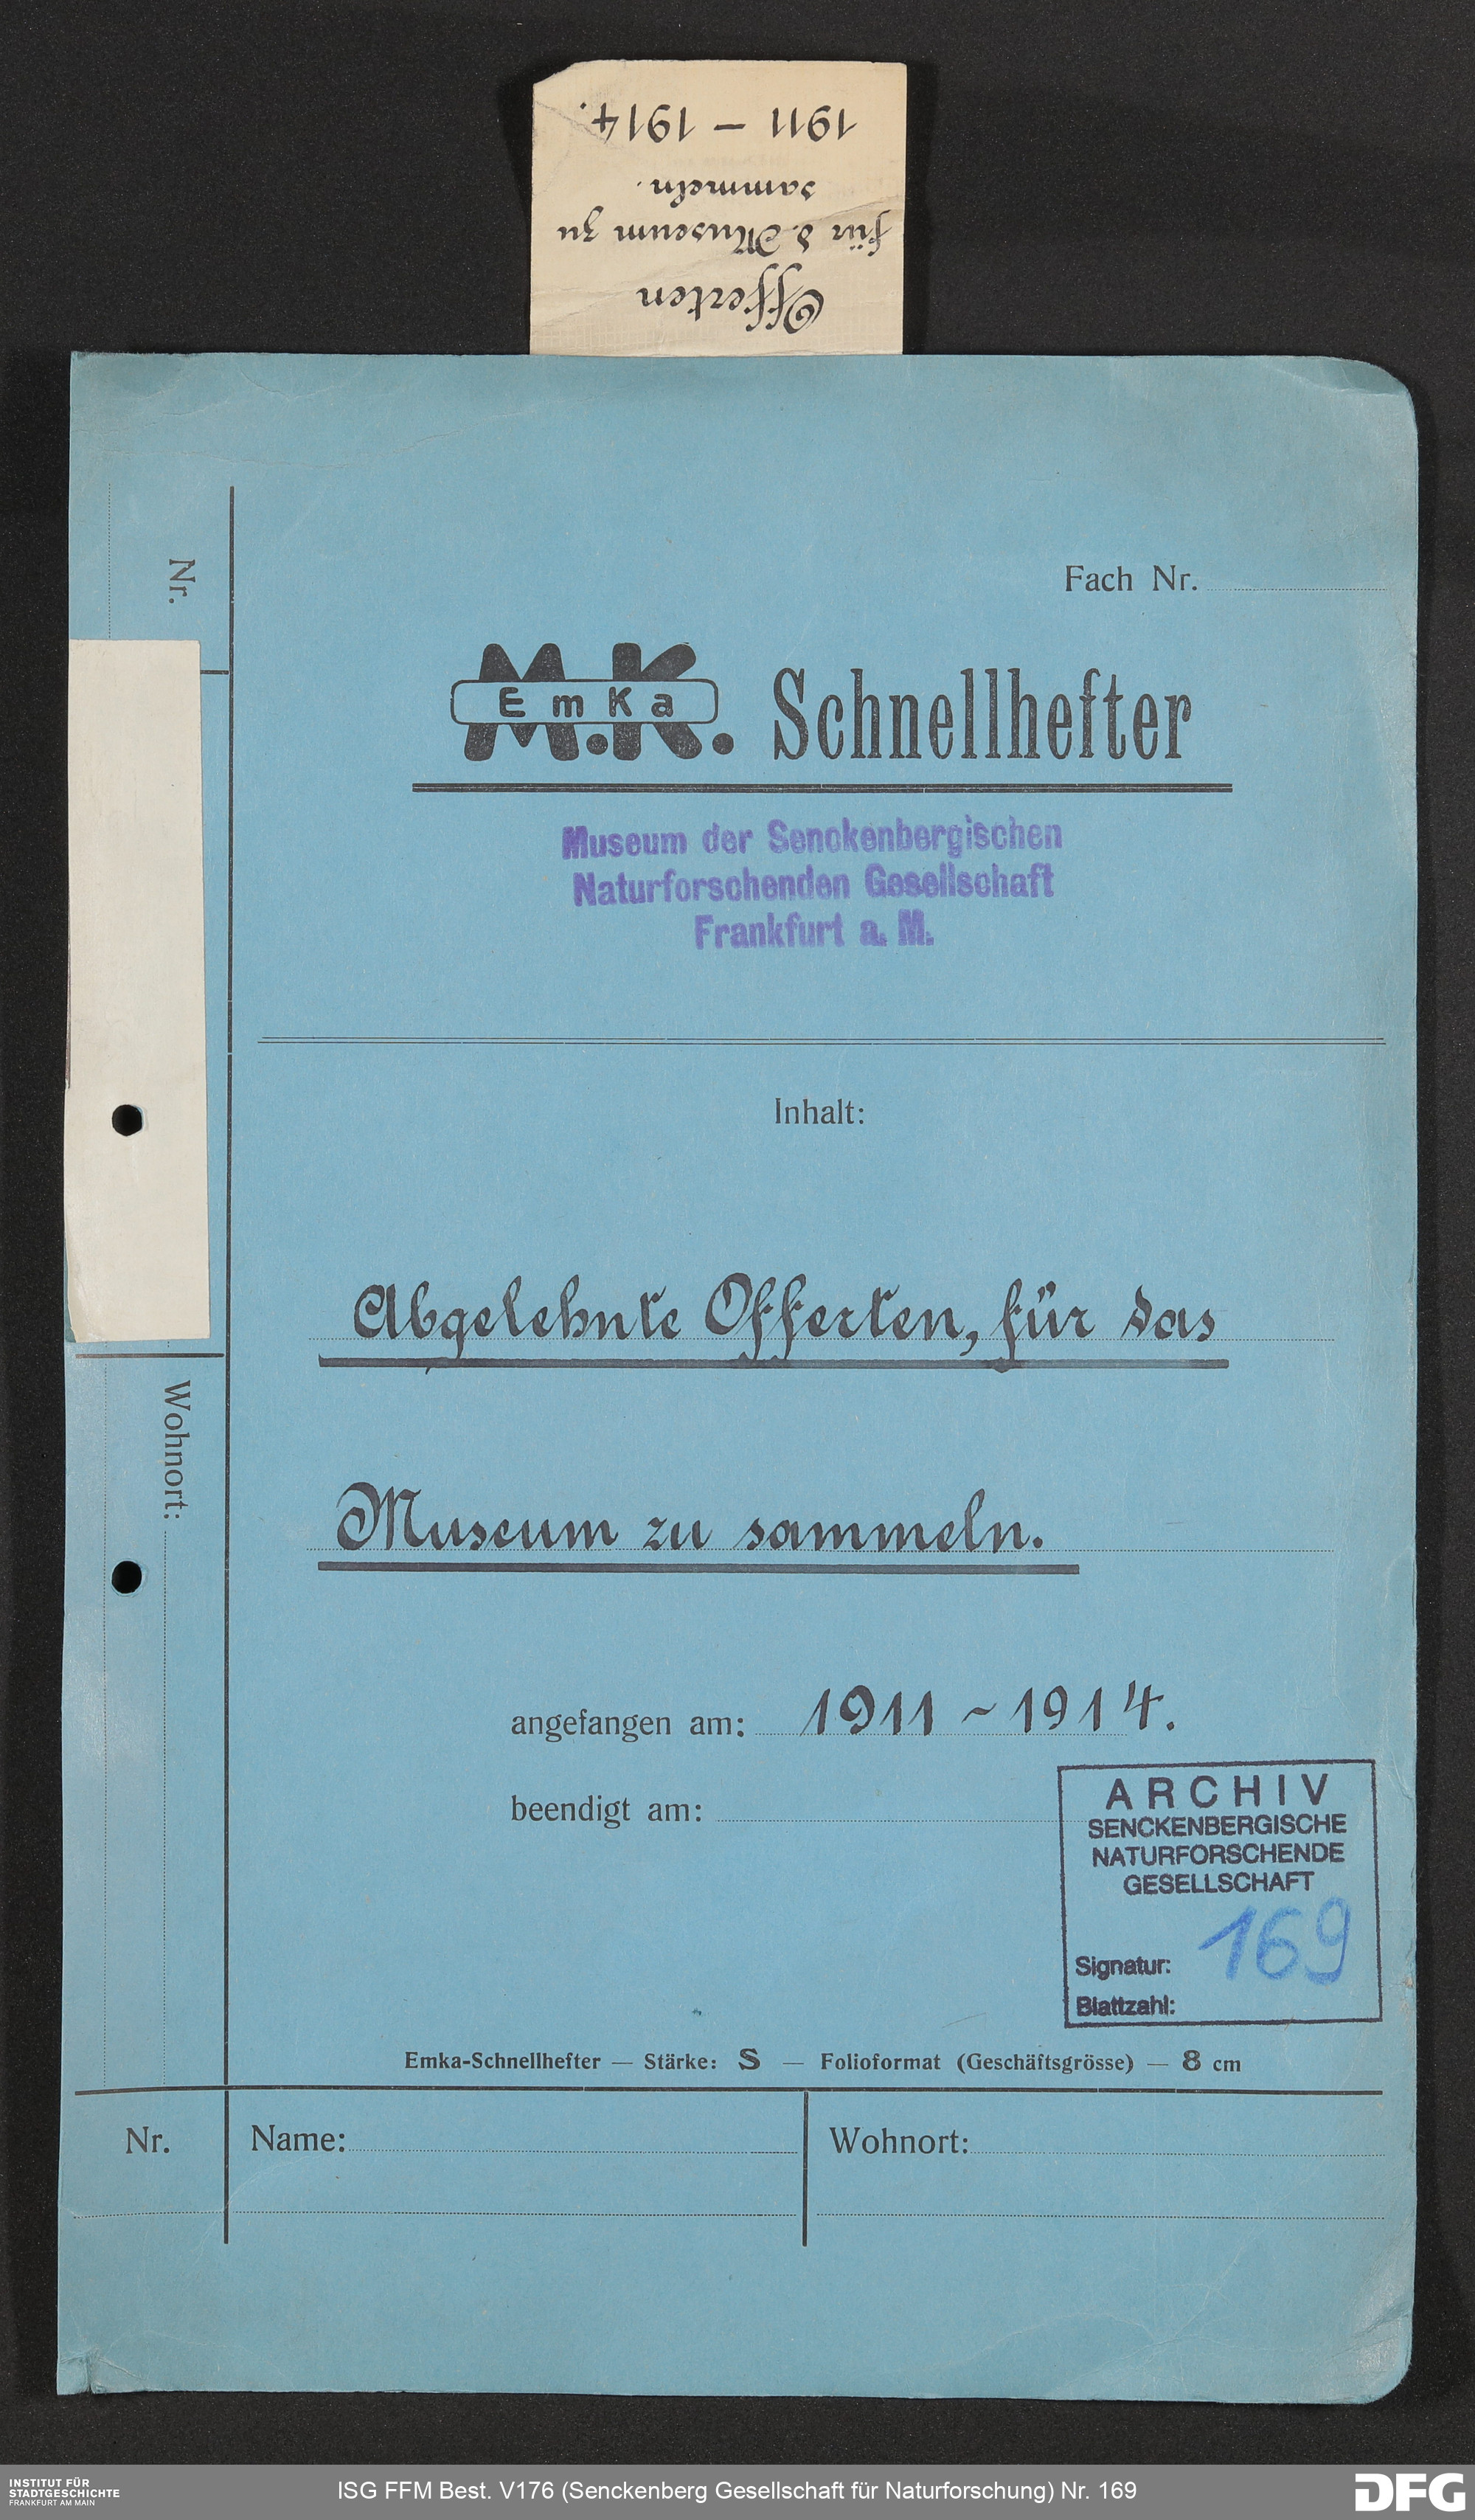 Offerten
für d. Museum zu
sammeln.
1911 – 1914.
Nr.
Fach Nr.
M.K.
EmKa
Schnellhefter
Museum der Senckenbergischen
Naturforschenden Gesellschaft
Frankfurt a. M.
Inhalt:
Abgelehnte Offerten, für das
Museum zu sammeln.
Wohnort:
angefangen am: 1911 ~ 1914.
beendigt am:
ARCHIV
SENCKENBERGISCHE
NATURFORSCHENDE
GESELLSCHAFT
Signatur: 169
Blattzahl:
Emka-Schnellhefter — Stärke: S — Folioformat (Geschäftsgrösse) — 8 cm
Nr.
Name:
Wohnort:
INSTITUT FÜR
STADTGESCHICHTE
FRANKFURT AM MAIN
ISG FFM Best. V176 (Senckenberg Gesellschaft für Naturforschung) Nr. 169
DFG